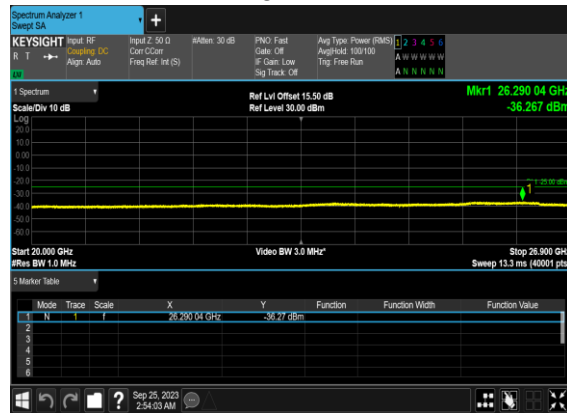 Spectrum Analyzer 1
Swept SA
+
KEYSIGHT Input: RF Input Z: 50 Ω #Atten: 30 dB PNO: Fast Avg Type: Power (RMS) 1 2 3 4 5 6
R T Coupling: DC Corr CCorr Gate: Off Avg|Hold: 100/100 A W W W W W
Align: Auto Freq Ref: Int (S) IF Gain: Low Trig: Free Run
Sig Track: Off A N N N N N
1 Spectrum Ref Lvl Offset 15.50 dB Mkr1 26.290 04 GHz
Scale/Div 10 dB Ref Level 30.00 dBm -36.267 dBm
Log
20.0
10.0
0.00
-10.0
-20.0
-25.00 dBm
1
-30.0
-40.0
-50.0
-60.0
Start 20.000 GHz Video BW 3.0 MHz* Stop 26.900 GHz
#Res BW 1.0 MHz Sweep 13.3 ms (40001 pts)
5 Marker Table
Mode Trace Scale X Y Function Function Width Function Value
1 N 1 f 26.290 04 GHz -36.27 dBm
2
3
4
5
6
? Sep 25, 2023
2:54:03 AM